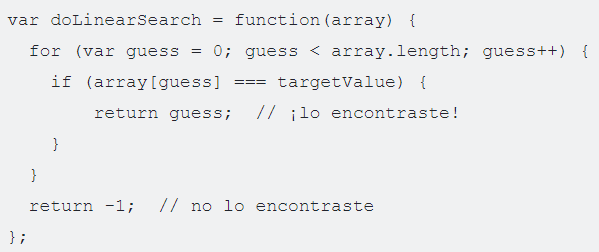 var doLinearSearch = function(array) {
  for (var guess = 0; guess < array.length; guess++) {
    if (array[guess] === targetValue) {
        return guess;  // ¡lo encontraste!
    }
  }
  return -1;  // no lo encontraste
};